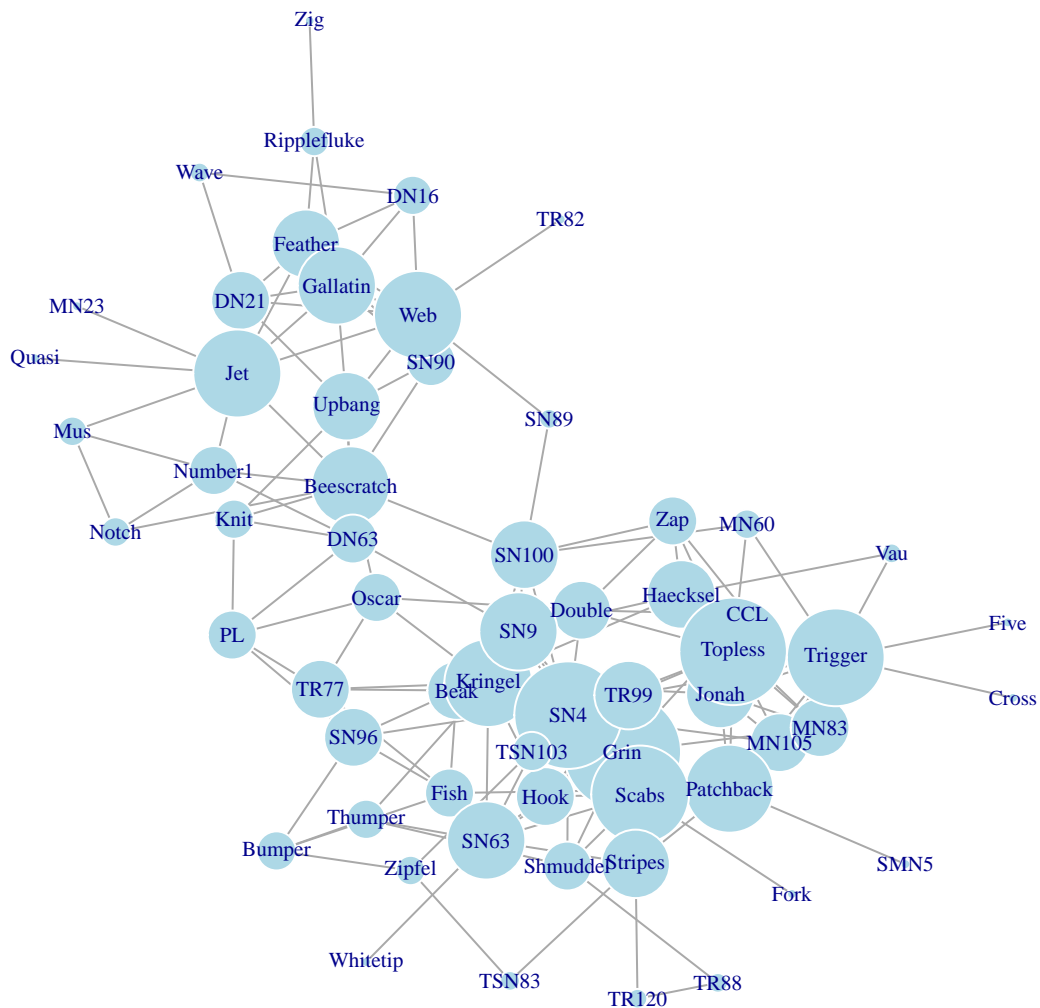 Zig
Ripplefluke
Wave
DN16
TR82
Feather
Gallatin
DN21
MN23
Web
Quasi
SN90
Jet
Upbang
SN89
Mus
Number1
Beescratch
Knit
Notch
DN63
Zap
MN60
SN100
Vau
Oscar
Double
Haecksel
CCL
Five
PL
SN9
Topless
Trigger
TR77
Beak
Kringel
TR99
Jonah
Cross
SN4
SN96
TSN103
Grin
MN105
MN83
Fish
Hook
Scabs
Patchback
Thumper
Bumper
SN63
Zipfel
Shmuddel
Stripes
SMN5
Fork
Whitetip
TSN83
TR88
TR120